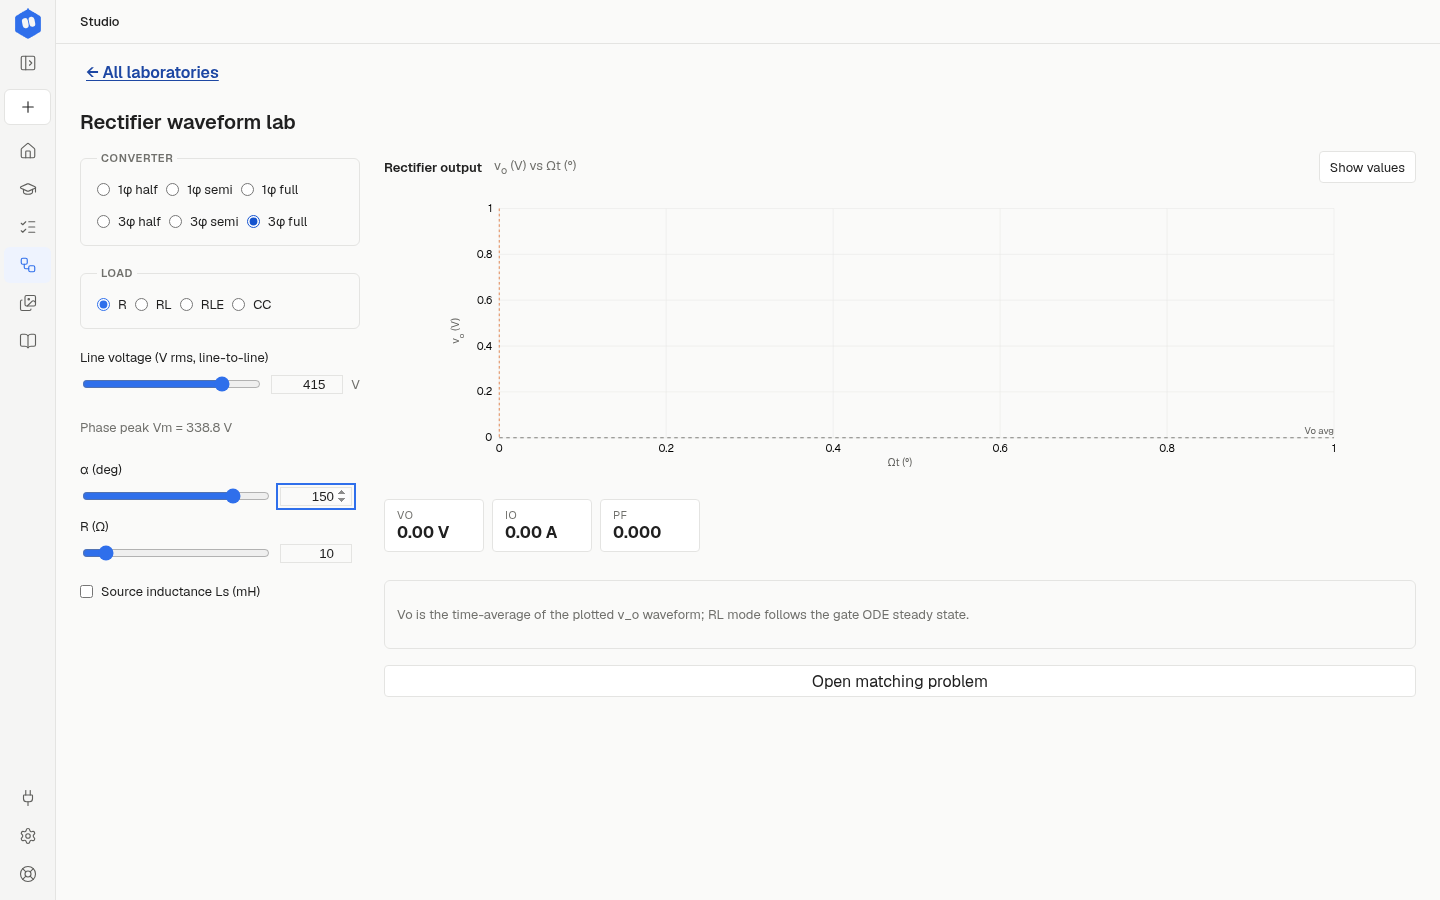 Studio
← All laboratories
Rectifier waveform lab
CONVERTER
1φ half 1φ semi 1φ full
3φ half 3φ semi 3φ full
LOAD
R RL RLE CC
Line voltage (V rms, line-to-line)
415 V
Phase peak Vm = 338.8 V
α (deg)
150
R (Ω)
10
Source inductance Ls (mH)
Rectifier output vo (V) vs Ωt (°)
Show values
1
0.8
0.6
0.4
0.2
0
vo (V)
Vo avg
0 0.2 0.4 0.6 0.8 1
Ωt (°)
VO
0.00 V
IO
0.00 A
PF
0.000
Vo is the time-average of the plotted v_o waveform; RL mode follows the gate ODE steady state.
Open matching problem